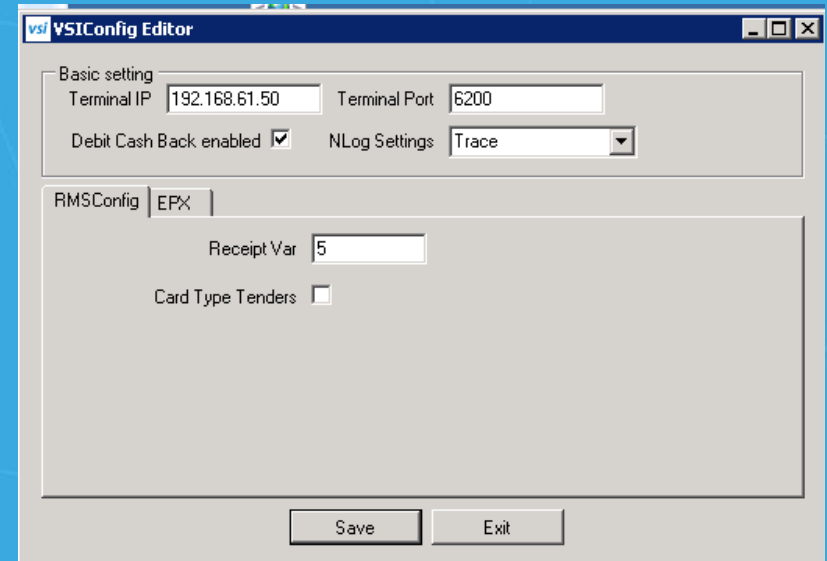 vsi VSIConfig Editor
Basic setting
Terminal IP 192.168.61.50 Terminal Port 6200
Debit Cash Back enabled NLog Settings Trace
RMSConfig EPX
Receipt Var 5
Card Type Tenders
Save Exit